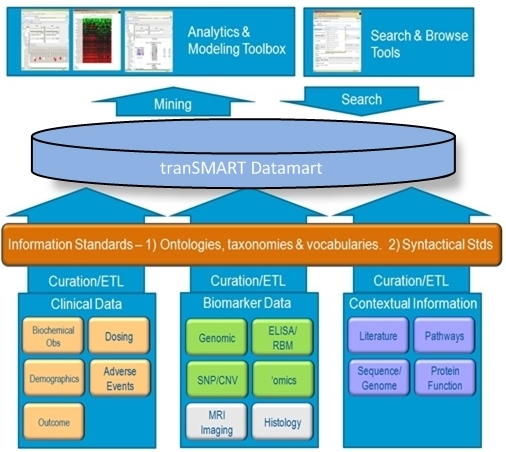 Analytics &
Modeling Toolbox
Search & Browse
Tools
Mining
Search
tranSMART Datamart
Information Standards – 1) Ontologies, taxonomies & vocabularies. 2) Syntactical Stds
Curation/ETL
Curation/ETL
Curation/ETL
Clinical Data
Biomarker Data
Contextual Information
Biochemical
Obs
Dosing
Demographics
Adverse
Events
Outcome
Genomic
ELISA/
RBM
SNP/CNV
'omics
MRI
Imaging
Histology
Literature
Pathways
Sequence/
Genome
Protein
Function